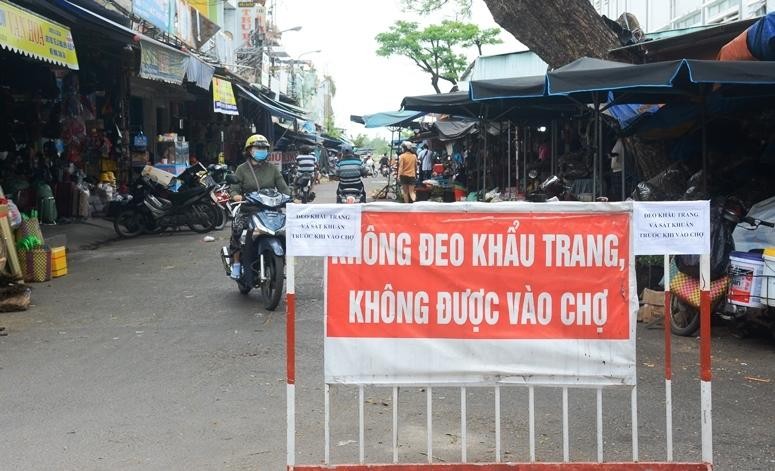 ĐEO KHẨU TRANG
VÀ SÁT KHUẨN
TRƯỚC KHI VÀO CHỢ
KHÔNG ĐEO KHẨU TRANG,
KHÔNG ĐƯỢC VÀO CHỢ
ĐEO KHẨU TRANG
VÀ SÁT KHUẨN
TRƯỚC KHI VÀO CHỢ